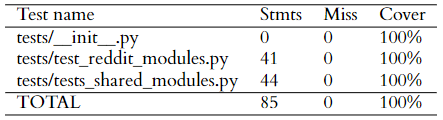 Test name Stmts Miss Cover
tests/__init__.py 0 0 100%
tests/test_reddit_modules.py 41 0 100%
tests/tests_shared_modules.py 44 0 100%
TOTAL 85 0 100%